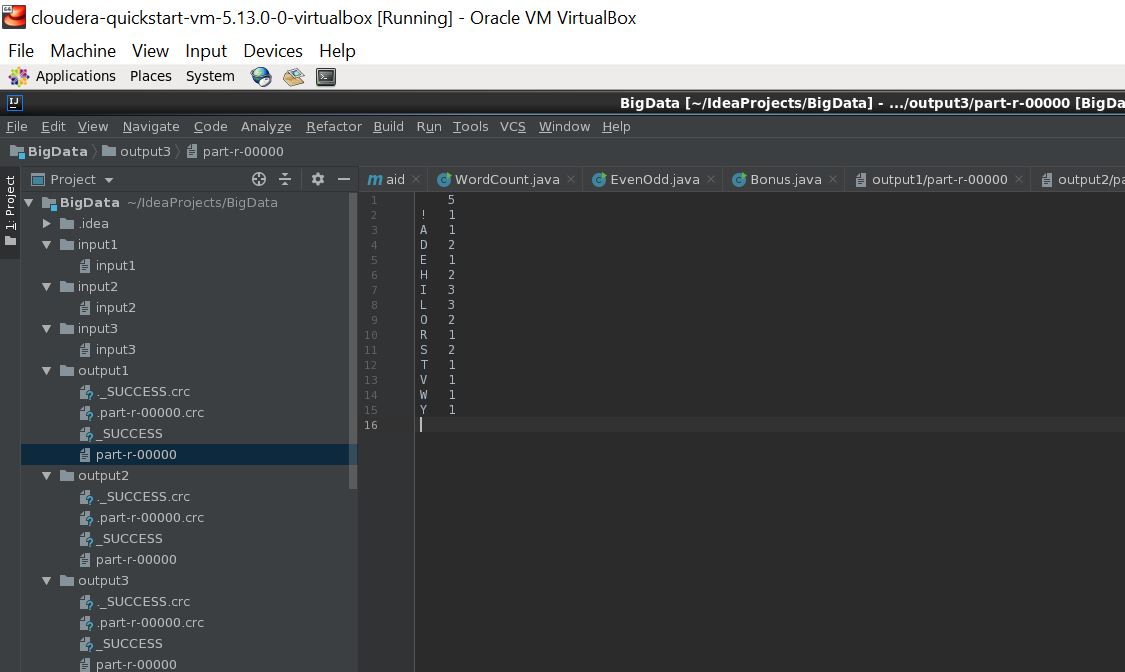 cloudera-quickstart-vm-5.13.0-0-virtualbox [Running] - Oracle VM VirtualBox
File Machine View Input Devices Help
Applications Places System
IJ BigData [~/IdeaProjects/BigData] - .../output3/part-r-00000 [BigDa
File Edit View Navigate Code Analyze Refactor Build Run Tools VCS Window Help
BigData output3 part-r-00000
1: Project
Project
m aid WordCount.java EvenOdd.java Bonus.java output1/part-r-00000 output2/pa
BigData ~/IdeaProjects/BigData
.idea
input1
input1
input2
input2
input3
input3
output1
._SUCCESS.crc
.part-r-00000.crc
_SUCCESS
part-r-00000
output2
._SUCCESS.crc
.part-r-00000.crc
_SUCCESS
part-r-00000
output3
._SUCCESS.crc
.part-r-00000.crc
_SUCCESS
part-r-00000
1 5
2 ! 1
3 A 1
4 D 2
5 E 1
6 H 2
7 I 3
8 L 3
9 O 2
10 R 1
11 S 2
12 T 1
13 V 1
14 W 1
15 Y 1
16